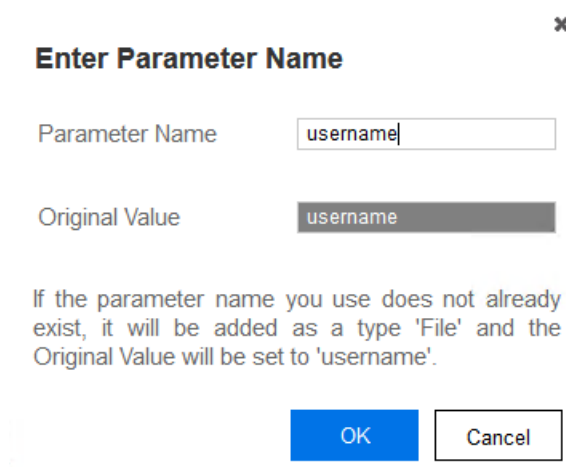 Enter Parameter Name
Parameter Name username
Original Value username
If the parameter name you use does not already
exist, it will be added as a type 'File' and the
Original Value will be set to 'username'.
OK Cancel